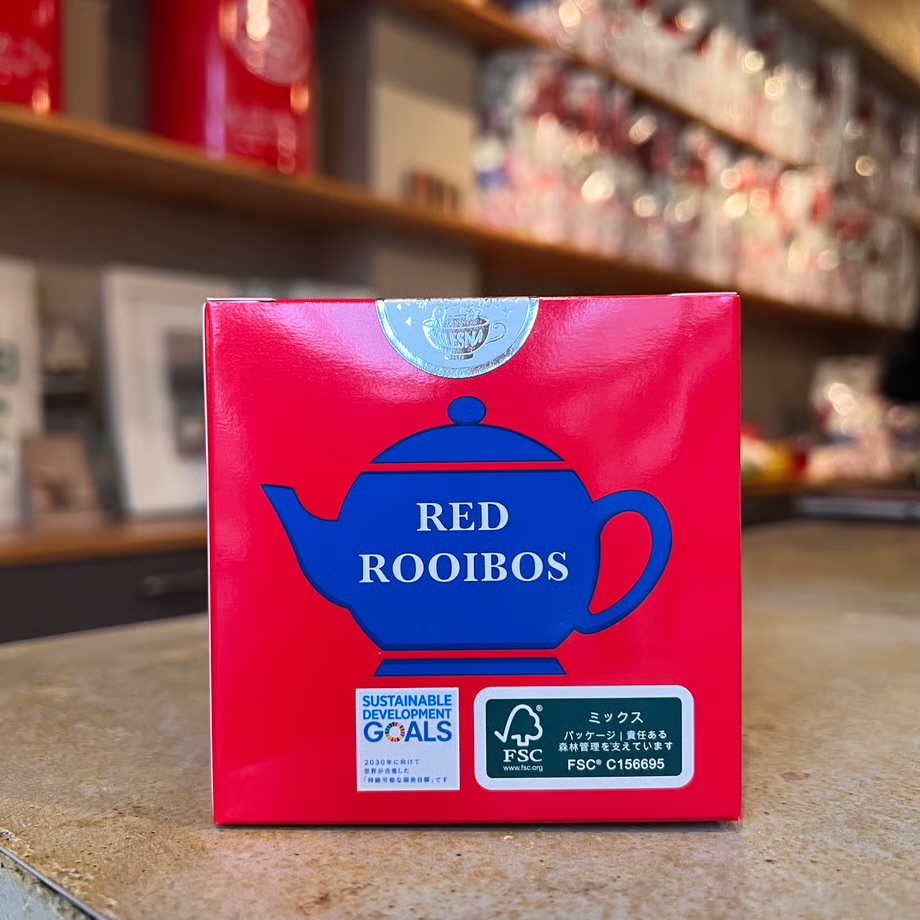 RED
ROOIBOS
SUSTAINABLE
DEVELOPMENT
GOALS
2030年に向けて
世界が合意した
「持続可能な開発目標」です
FSC
www.fsc.org
ミックス
パッケージ | 責任ある
森林管理を支えています
FSC® C156695